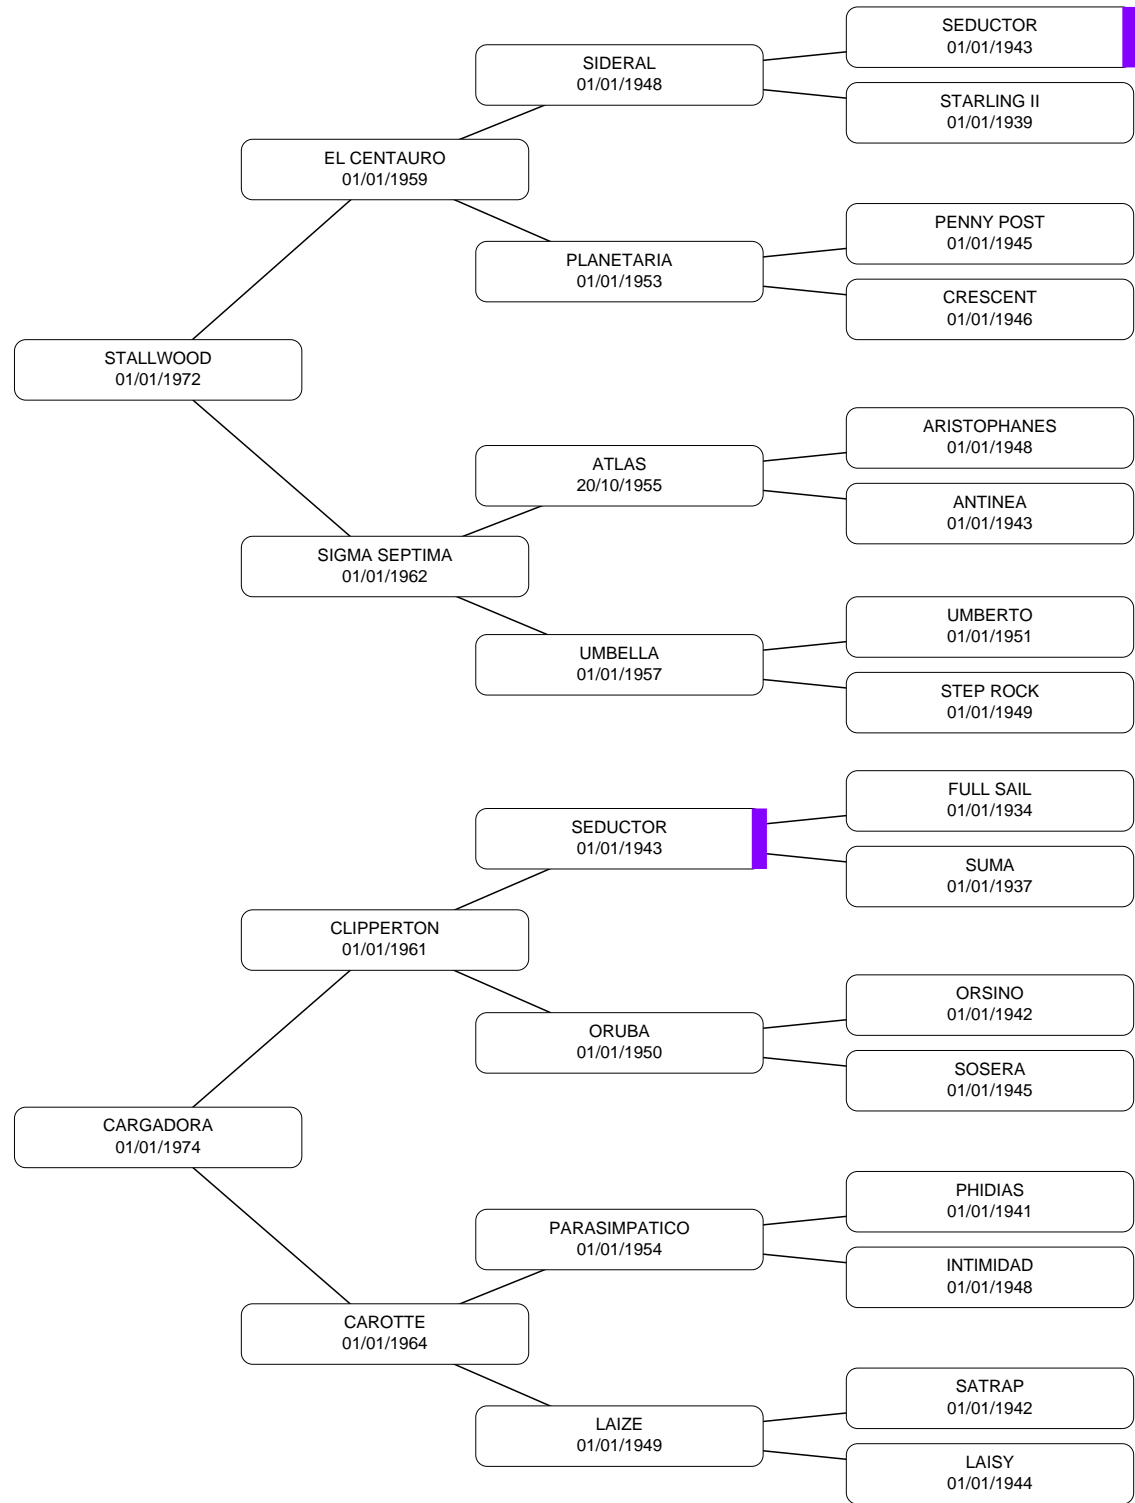 SEDUCTOR
01/01/1943
SIDERAL
01/01/1948
STARLING II
01/01/1939
EL CENTAURO
01/01/1959
PENNY POST
01/01/1945
PLANETARIA
01/01/1953
CRESCENT
01/01/1946
STALLWOOD
01/01/1972
ARISTOPHANES
01/01/1948
ATLAS
20/10/1955
ANTINEA
01/01/1943
SIGMA SEPTIMA
01/01/1962
UMBERTO
01/01/1951
UMBELLA
01/01/1957
STEP ROCK
01/01/1949
FULL SAIL
01/01/1934
SEDUCTOR
01/01/1943
SUMA
01/01/1937
CLIPPERTON
01/01/1961
ORSINO
01/01/1942
ORUBA
01/01/1950
SOSERA
01/01/1945
CARGADORA
01/01/1974
PHIDIAS
01/01/1941
PARASIMPATICO
01/01/1954
INTIMIDAD
01/01/1948
CAROTTE
01/01/1964
SATRAP
01/01/1942
LAIZE
01/01/1949
LAISY
01/01/1944